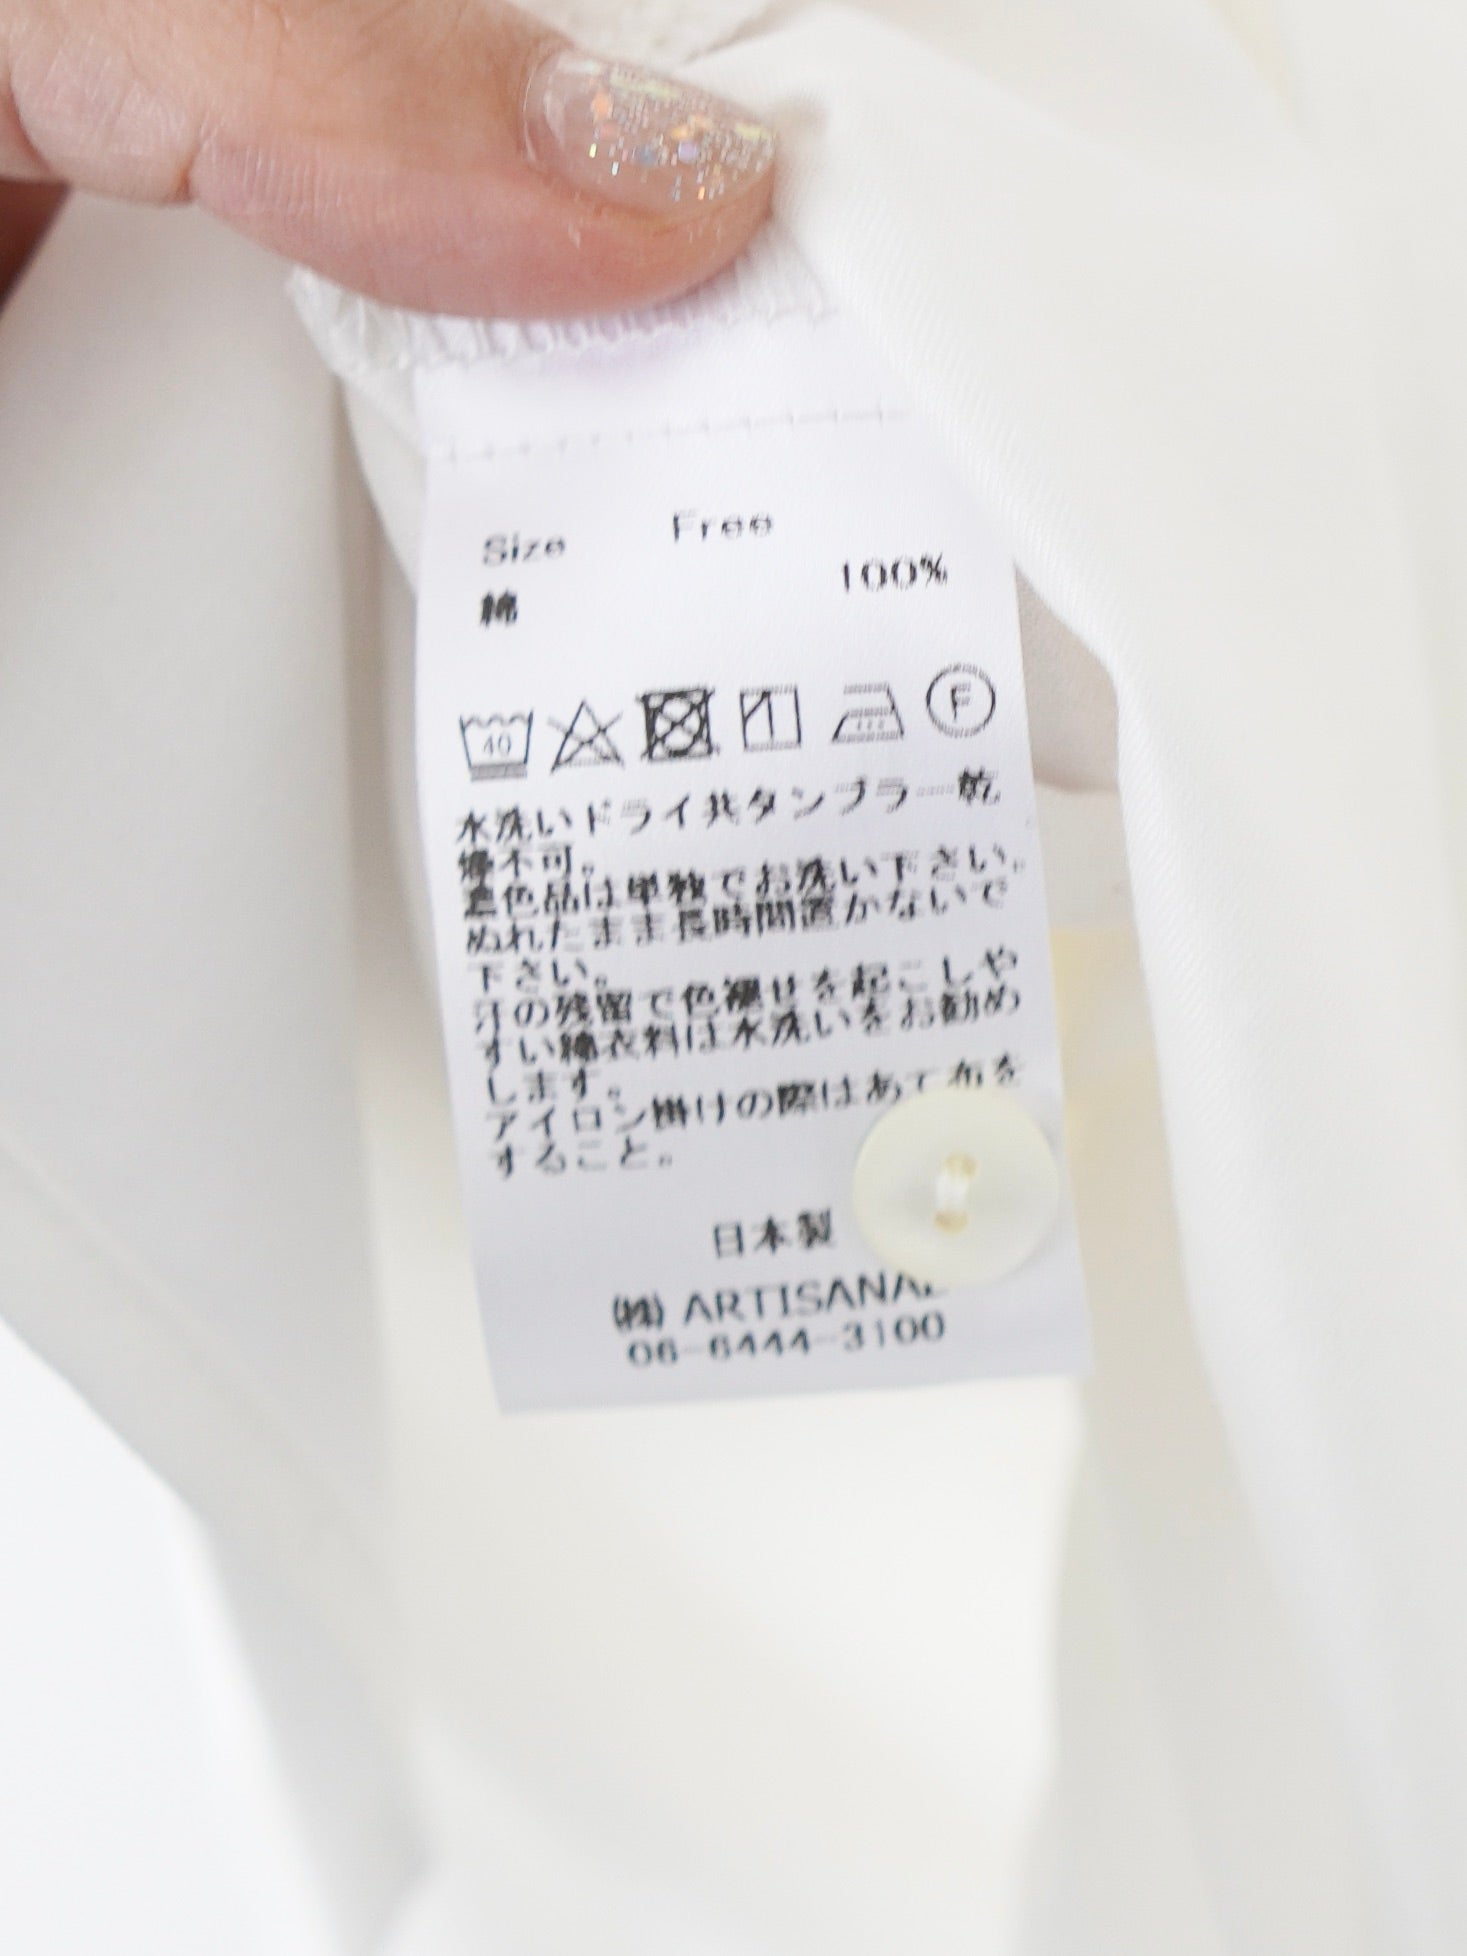 Size Free
綿 100%
40 F
水洗いドライ共タンブラー乾
燥不可。
濃色品は単独でお洗い下さい。
ぬれたまま長時間置かないで
下さい。
汗の残留で色褪せを起こしや
すい綿衣料は水洗いをお勧め
します。
アイロン掛けの際はあて布を
すること。
日本製
(株) ARTISANAL
06-6444-3100